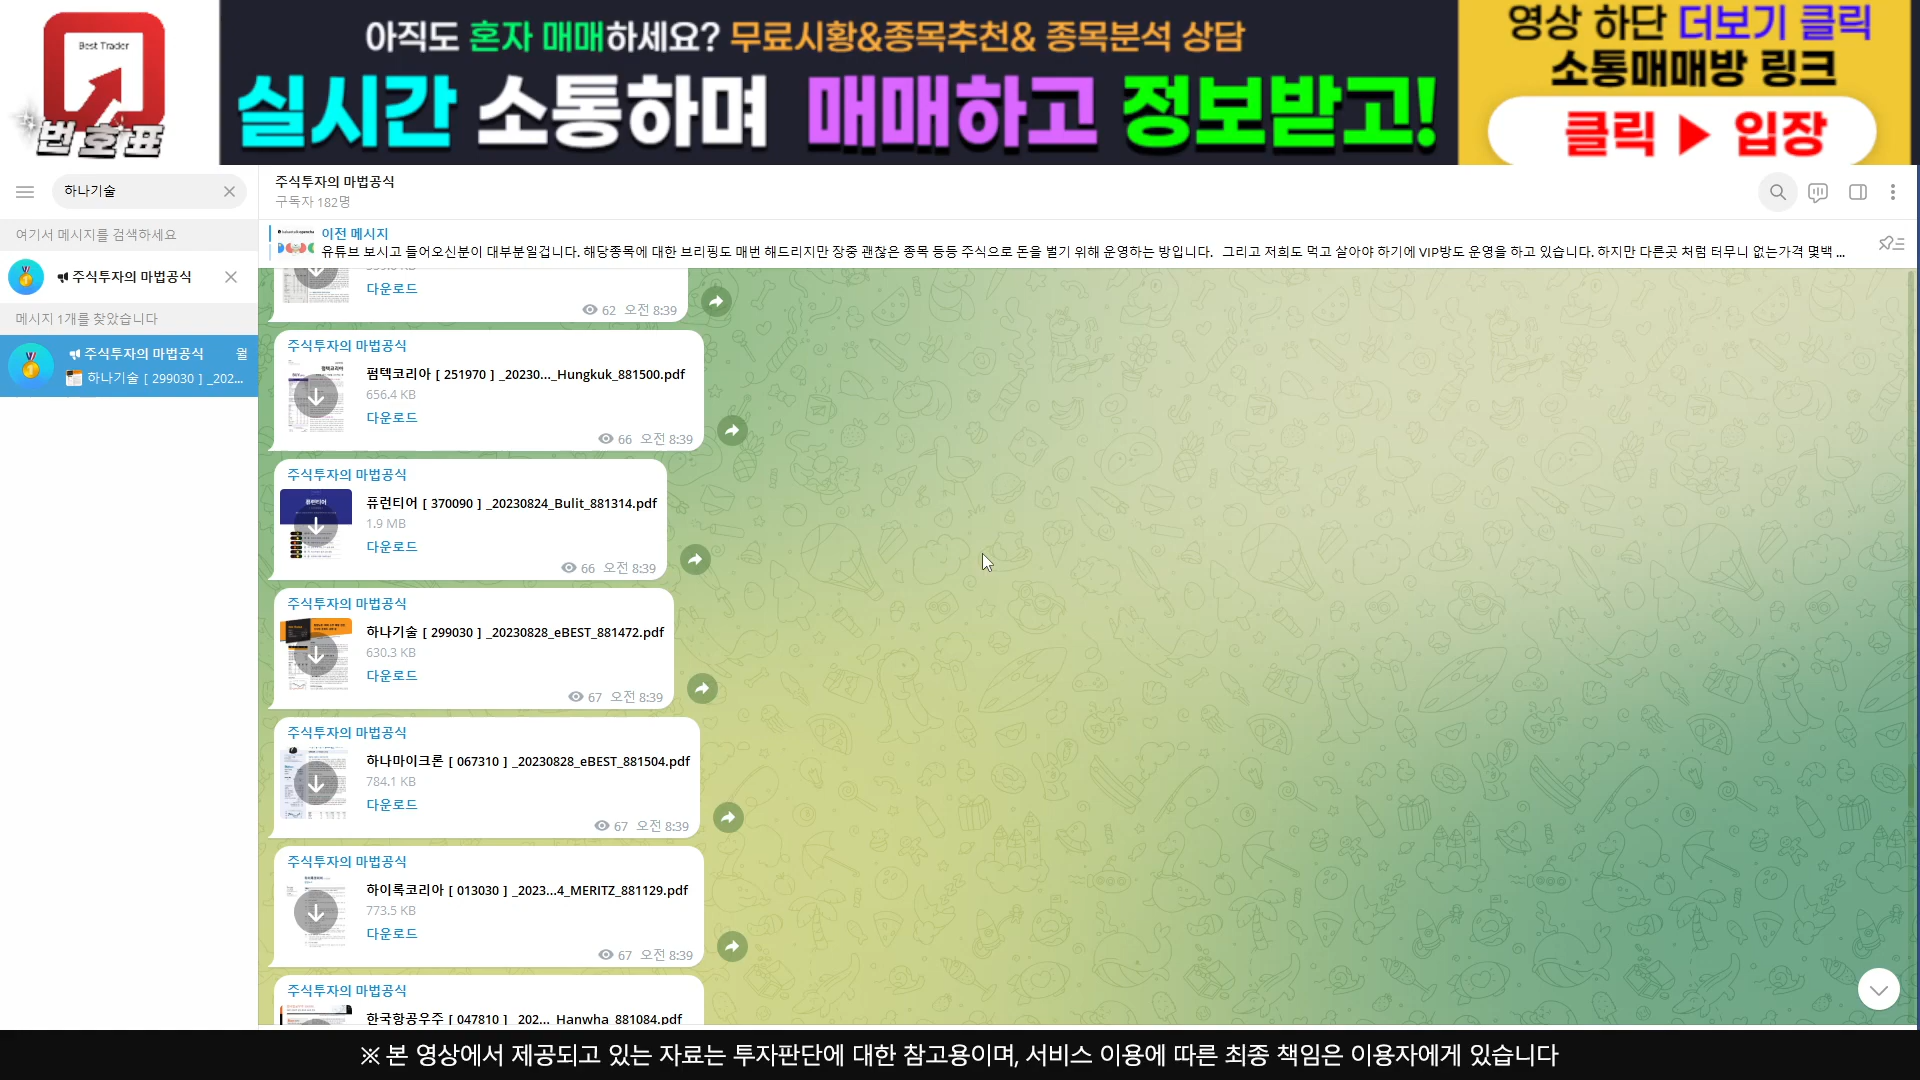 Best Trader
번호표
아직도 혼자 매매하세요? 무료시황&종목추천& 종목분석 상담
실시간 소통하며 매매하고 정보받고!
영상 하단 더보기 클릭
소통매매방 링크
클릭 ▶ 입장
하나기술
여기서 메시지를 검색하세요
주식투자의 마법공식
메시지 1개를 찾았습니다
주식투자의 마법공식 월
하나기술 [ 299030 ] _202...
주식투자의 마법공식
구독자 182명
이전 메시지
유튜브 보시고 들어오신분이 대부분일겁니다. 해당종목에 대한 브리핑도 매번 해드리지만 장중 괜찮은 종목 등등 주식으로 돈을 벌기 위해 운영하는 방입니다. 그리고 저희도 먹고 살아야 하기에 VIP방도 운영을 하고 있습니다. 하지만 다른곳 처럼 터무니 없는가격 몇백 ...
다운로드
62 오전 8:39
주식투자의 마법공식
펌텍코리아 [ 251970 ] _20230..._Hungkuk_881500.pdf
656.4 KB
다운로드
66 오전 8:39
주식투자의 마법공식
퓨런티어 [ 370090 ] _20230824_Bulit_881314.pdf
1.9 MB
다운로드
66 오전 8:39
주식투자의 마법공식
하나기술 [ 299030 ] _20230828_eBEST_881472.pdf
630.3 KB
다운로드
67 오전 8:39
주식투자의 마법공식
하나마이크론 [ 067310 ] _20230828_eBEST_881504.pdf
784.1 KB
다운로드
67 오전 8:39
주식투자의 마법공식
하이록코리아 [ 013030 ] _2023...4_MERITZ_881129.pdf
773.5 KB
다운로드
67 오전 8:39
주식투자의 마법공식
한국항공우주 [ 047810 ] _202..._Hanwha_881084.pdf
※ 본 영상에서 제공되고 있는 자료는 투자판단에 대한 참고용이며, 서비스 이용에 따른 최종 책임은 이용자에게 있습니다